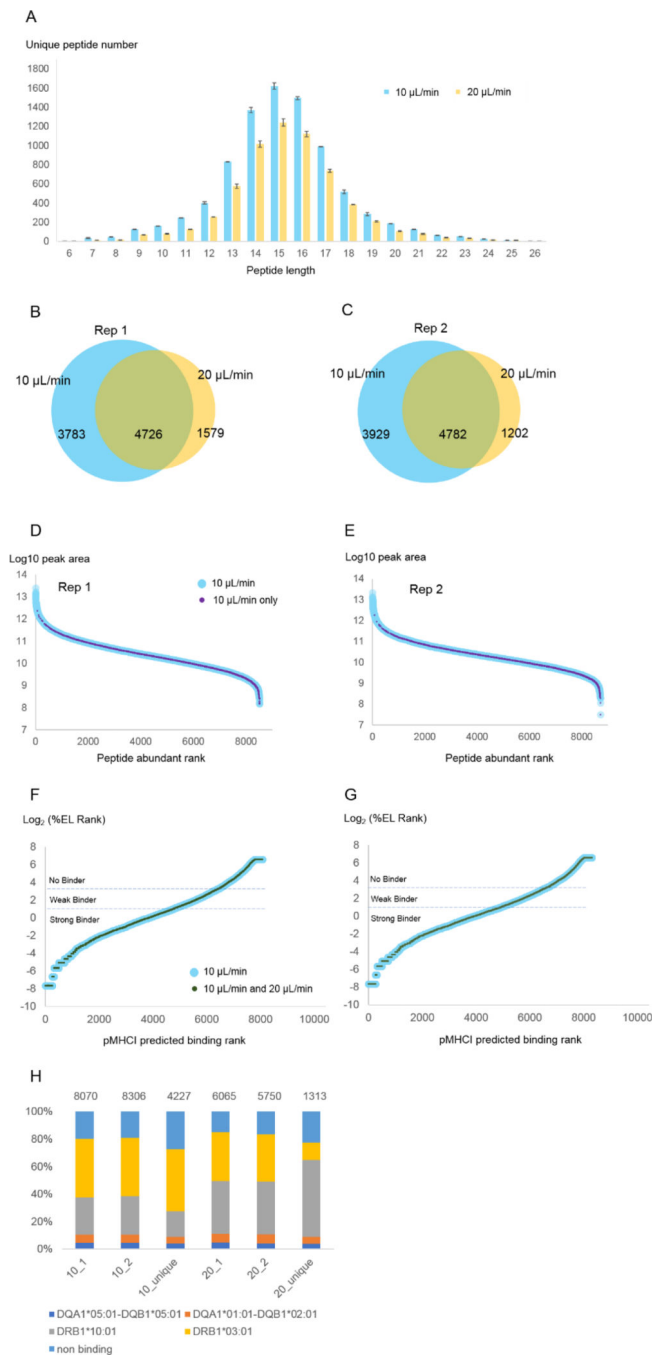 A
Unique peptide number
1800
1600
1400
1200
1000
800
600
400
200
0
10 µL/min 20 µL/min
6 7 8 9 10 11 12 13 14 15 16 17 18 19 20 21 22 23 24 25 26
Peptide length
B
Rep 1
10 µL/min
20 µL/min
3783 4726 1579
C
Rep 2
10 µL/min
20 µL/min
3929 4782 1202
D
Log10 peak area
14
13
12
11
10
9
8
7
Rep 1
10 µL/min
10 µL/min only
0 2000 4000 6000 8000
Peptide abundant rank
E
Log10 peak area
14
13
12
11
10
9
8
7
Rep 2
0 2000 4000 6000 8000
Peptide abundant rank
F
Log2 (%EL Rank)
8
6
4
2
0
-2
-4
-6
-8
-10
No Binder
Weak Binder
Strong Binder
10 µL/min
10 µL/min and 20 µL/min
0 2000 4000 6000 8000 10000
pMHCI predicted binding rank
G
Log2 (%EL Rank)
8
6
4
2
0
-2
-4
-6
-8
-10
No Binder
Weak Binder
Strong Binder
0 2000 4000 6000 8000 10000
pMHCI predicted binding rank
H
8070 8306 4227 6065 5750 1313
100%
80%
60%
40%
20%
0%
10_1 10_2 10_unique 20_1 20_2 20_unique
DQA1*05:01-DQB1*05:01 DQA1*01:01-DQB1*02:01
DRB1*10:01 DRB1*03:01
non binding